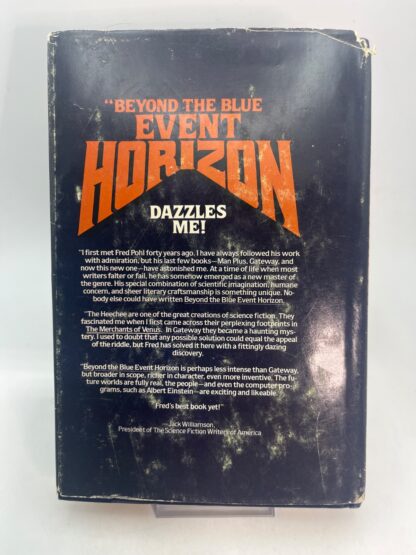 "BEYOND THE BLUE
EVENT
HORIZON
DAZZLES
ME!
"I first met Fred Pohl forty years ago. I have always followed his work
with admiration, but his last few books—Man Plus, Gateway, and
now this new one—have astonished me. At a time of life when most
writers falter or fail, he has somehow emerged as a new master of
the genre. His special combination of scientific imagination, humane
concern, and sheer literary craftsmanship is something unique. No-
body else could have written Beyond the Blue Event Horizon.
"The Heechee are one of the great creations of science fiction. They
fascinated me when I first came across their perplexing footprints in
The Merchants of Venus. In Gateway they became a haunting mys-
tery. I used to doubt that any possible solution could equal the appeal
of the riddle, but Fred has solved it here with a fittingly dazing
discovery.
"Beyond the Blue Event Horizon is perhaps less intense than Gateway,
but broader in scope, richer in character, even more inventive. The fu-
ture worlds are fully real, the people—and even the computer pro-
grams, such as Albert Einstein—are exciting and likeable.
"Fred's best book yet!"
—Jack Williamson,
President of The Science Fiction Writers of America